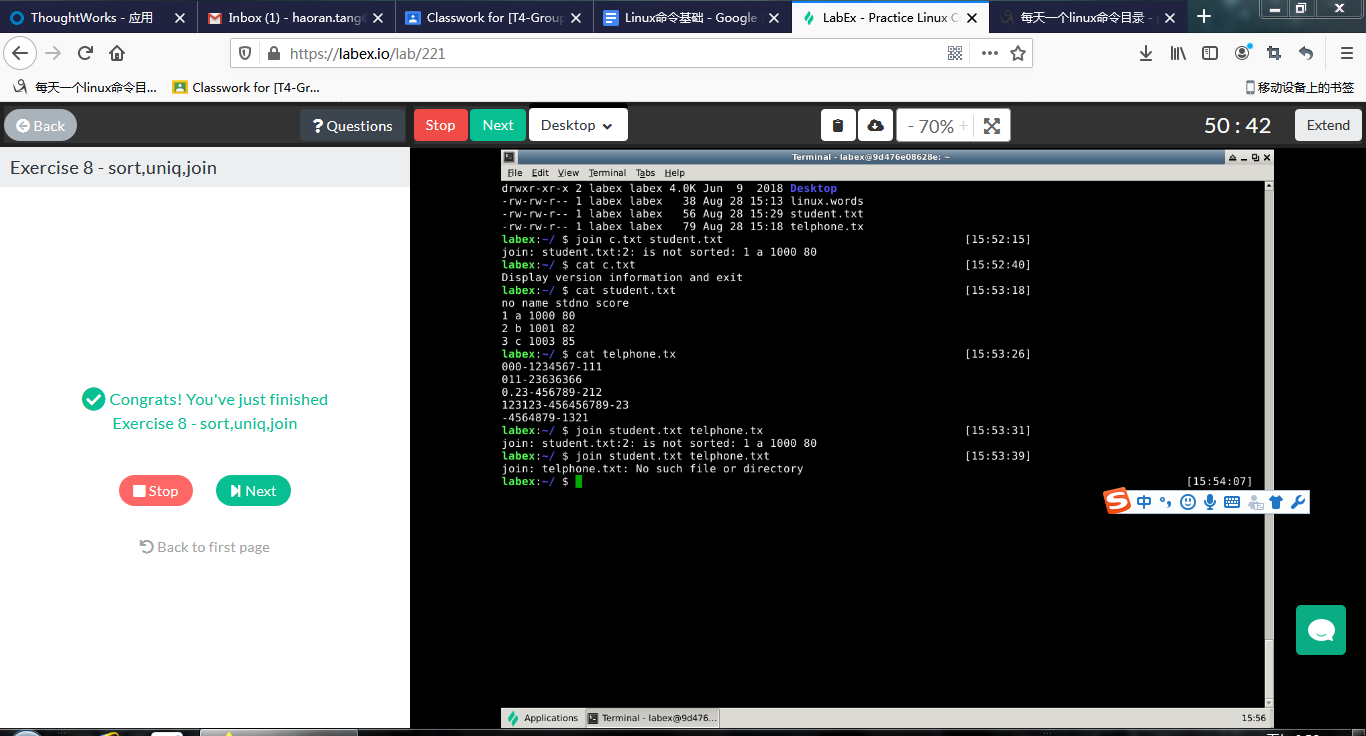 ThoughtWorks - 应用
Inbox (1) - haoran.tang
Classwork for [T4-Group
Linux命令基础 - Google
LabEx - Practice Linux C
每天一个linux命令目录 -
https://labex.io/lab/221
每天一个linux命令目...
Classwork for [T4-Gr...
移动设备上的书签
Back
? Questions
Stop
Next
Desktop
- 70% +
50 : 42
Extend
Exercise 8 - sort,uniq,join
Terminal - labex@9d476e08628e: ~
File Edit View Terminal Tabs Help
drwxr-xr-x 2 labex labex 4.0K Jun  9  2018 Desktop
-rw-rw-r-- 1 labex labex   38 Aug 28 15:13 linux.words
-rw-rw-r-- 1 labex labex   56 Aug 28 15:29 student.txt
-rw-rw-r-- 1 labex labex   79 Aug 28 15:18 telphone.tx
labex:~/ $ join c.txt student.txt [15:52:15]
join: student.txt:2: is not sorted: 1 a 1000 80
labex:~/ $ cat c.txt [15:52:40]
Display version information and exit
labex:~/ $ cat student.txt [15:53:18]
no name stdno score
1 a 1000 80
2 b 1001 82
3 c 1003 85
labex:~/ $ cat telphone.tx [15:53:26]
000-1234567-111
011-23636366
0.23-456789-212
123123-456456789-23
-4564879-1321
labex:~/ $ join student.txt telphone.tx [15:53:31]
join: student.txt:2: is not sorted: 1 a 1000 80
labex:~/ $ join student.txt telphone.txt [15:53:39]
join: telphone.txt: No such file or directory
labex:~/ $ [15:54:07]
Congrats! You've just finished
Exercise 8 - sort,uniq,join
Stop
Next
Back to first page
S 中
Applications
Terminal - labex@9d476...
15:56